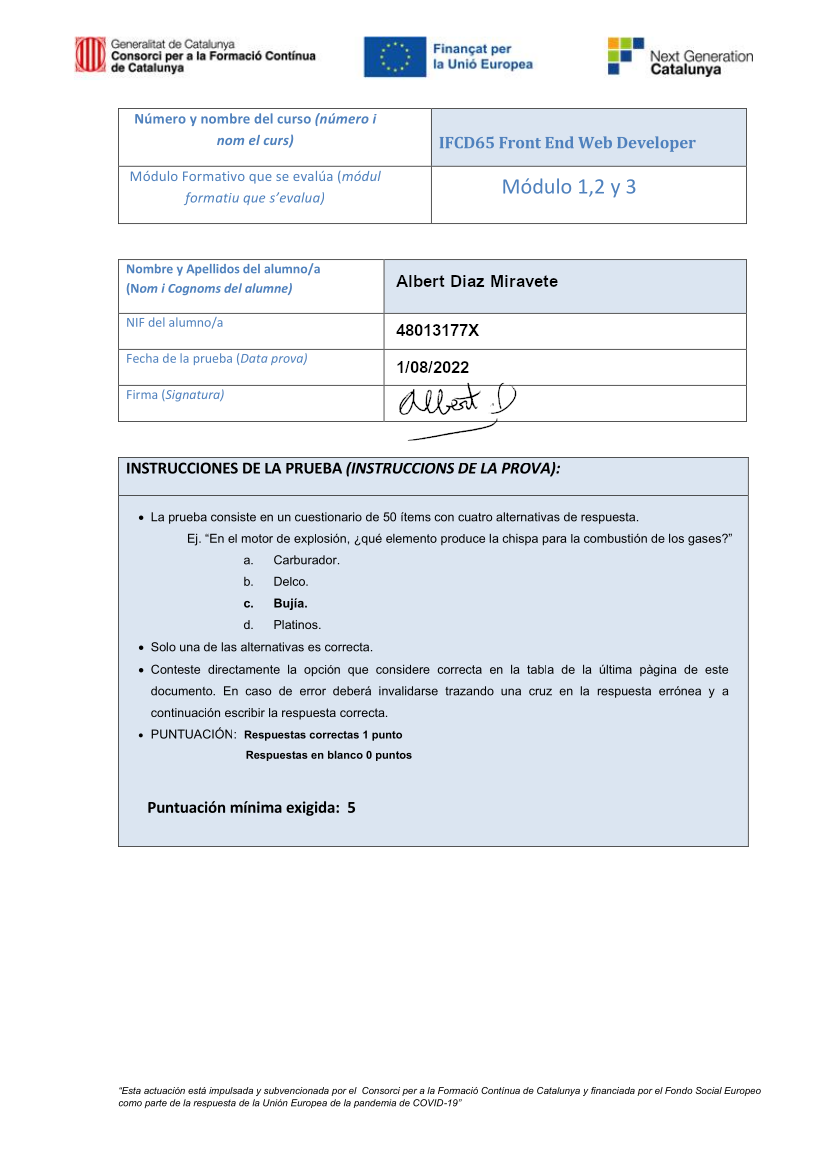 Generalitat de Catalunya
Consorci per a la Formació Contínua
de Catalunya
Finançat per
la Unió Europea
Next Generation
Catalunya
Número y nombre del curso (número i
nom el curs)
IFCD65 Front End Web Developer
Módulo Formativo que se evalúa (módul
formatiu que s’evalua)
Módulo 1,2 y 3
Nombre y Apellidos del alumno/a
(Nom i Cognoms del alumne)
Albert Diaz Miravete
NIF del alumno/a
48013177X
Fecha de la prueba (Data prova)
1/08/2022
Firma (Signatura)
Albert .D
INSTRUCCIONES DE LA PRUEBA (INSTRUCCIONS DE LA PROVA):
• La prueba consiste en un cuestionario de 50 ítems con cuatro alternativas de respuesta.
Ej. “En el motor de explosión, ¿qué elemento produce la chispa para la combustión de los gases?”
a. Carburador.
b. Delco.
c. Bujía.
d. Platinos.
• Solo una de las alternativas es correcta.
• Conteste directamente la opción que considere correcta en la tabla de la última pàgina de este
documento. En caso de error deberá invalidarse trazando una cruz en la respuesta errónea y a
continuación escribir la respuesta correcta.
• PUNTUACIÓN: Respuestas correctas 1 punto
Respuestas en blanco 0 puntos
Puntuación mínima exigida: 5
“Esta actuación está impulsada y subvencionada por el Consorci per a la Formació Contínua de Catalunya y financiada por el Fondo Social Europeo
como parte de la respuesta de la Unión Europea de la pandemia de COVID-19”